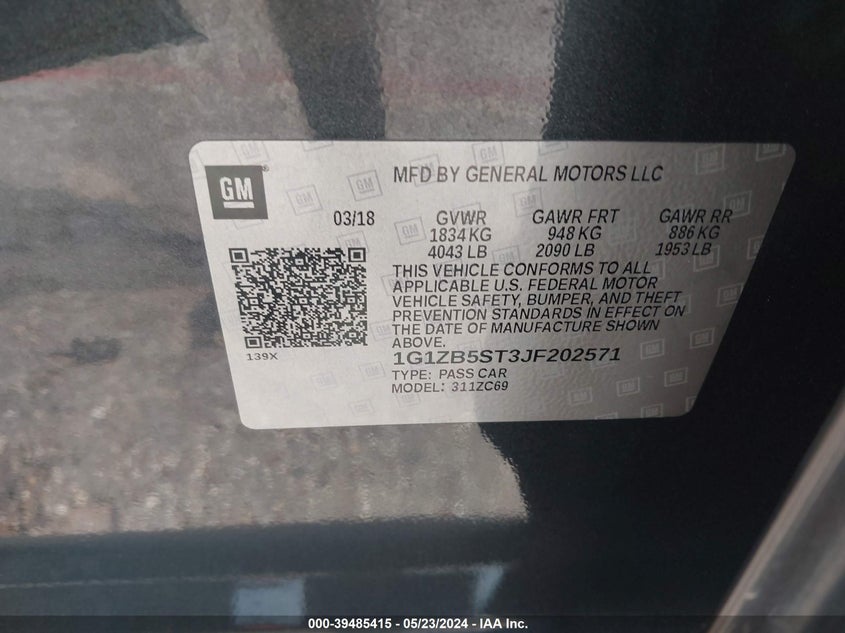 GM
MFD BY GENERAL MOTORS LLC
03/18 GVWR GAWR FRT GAWR RR
1834 KG 948 KG 886 KG
4043 LB 2090 LB 1953 LB
THIS VEHICLE CONFORMS TO ALL
APPLICABLE U.S. FEDERAL MOTOR
VEHICLE SAFETY, BUMPER, AND THEFT
PREVENTION STANDARDS IN EFFECT ON
THE DATE OF MANUFACTURE SHOWN
ABOVE.
139X
1G1ZB5ST3JF202571
TYPE: PASS CAR
MODEL: 311ZC69
000-39485415 - 05/23/2024 - IAA Inc.